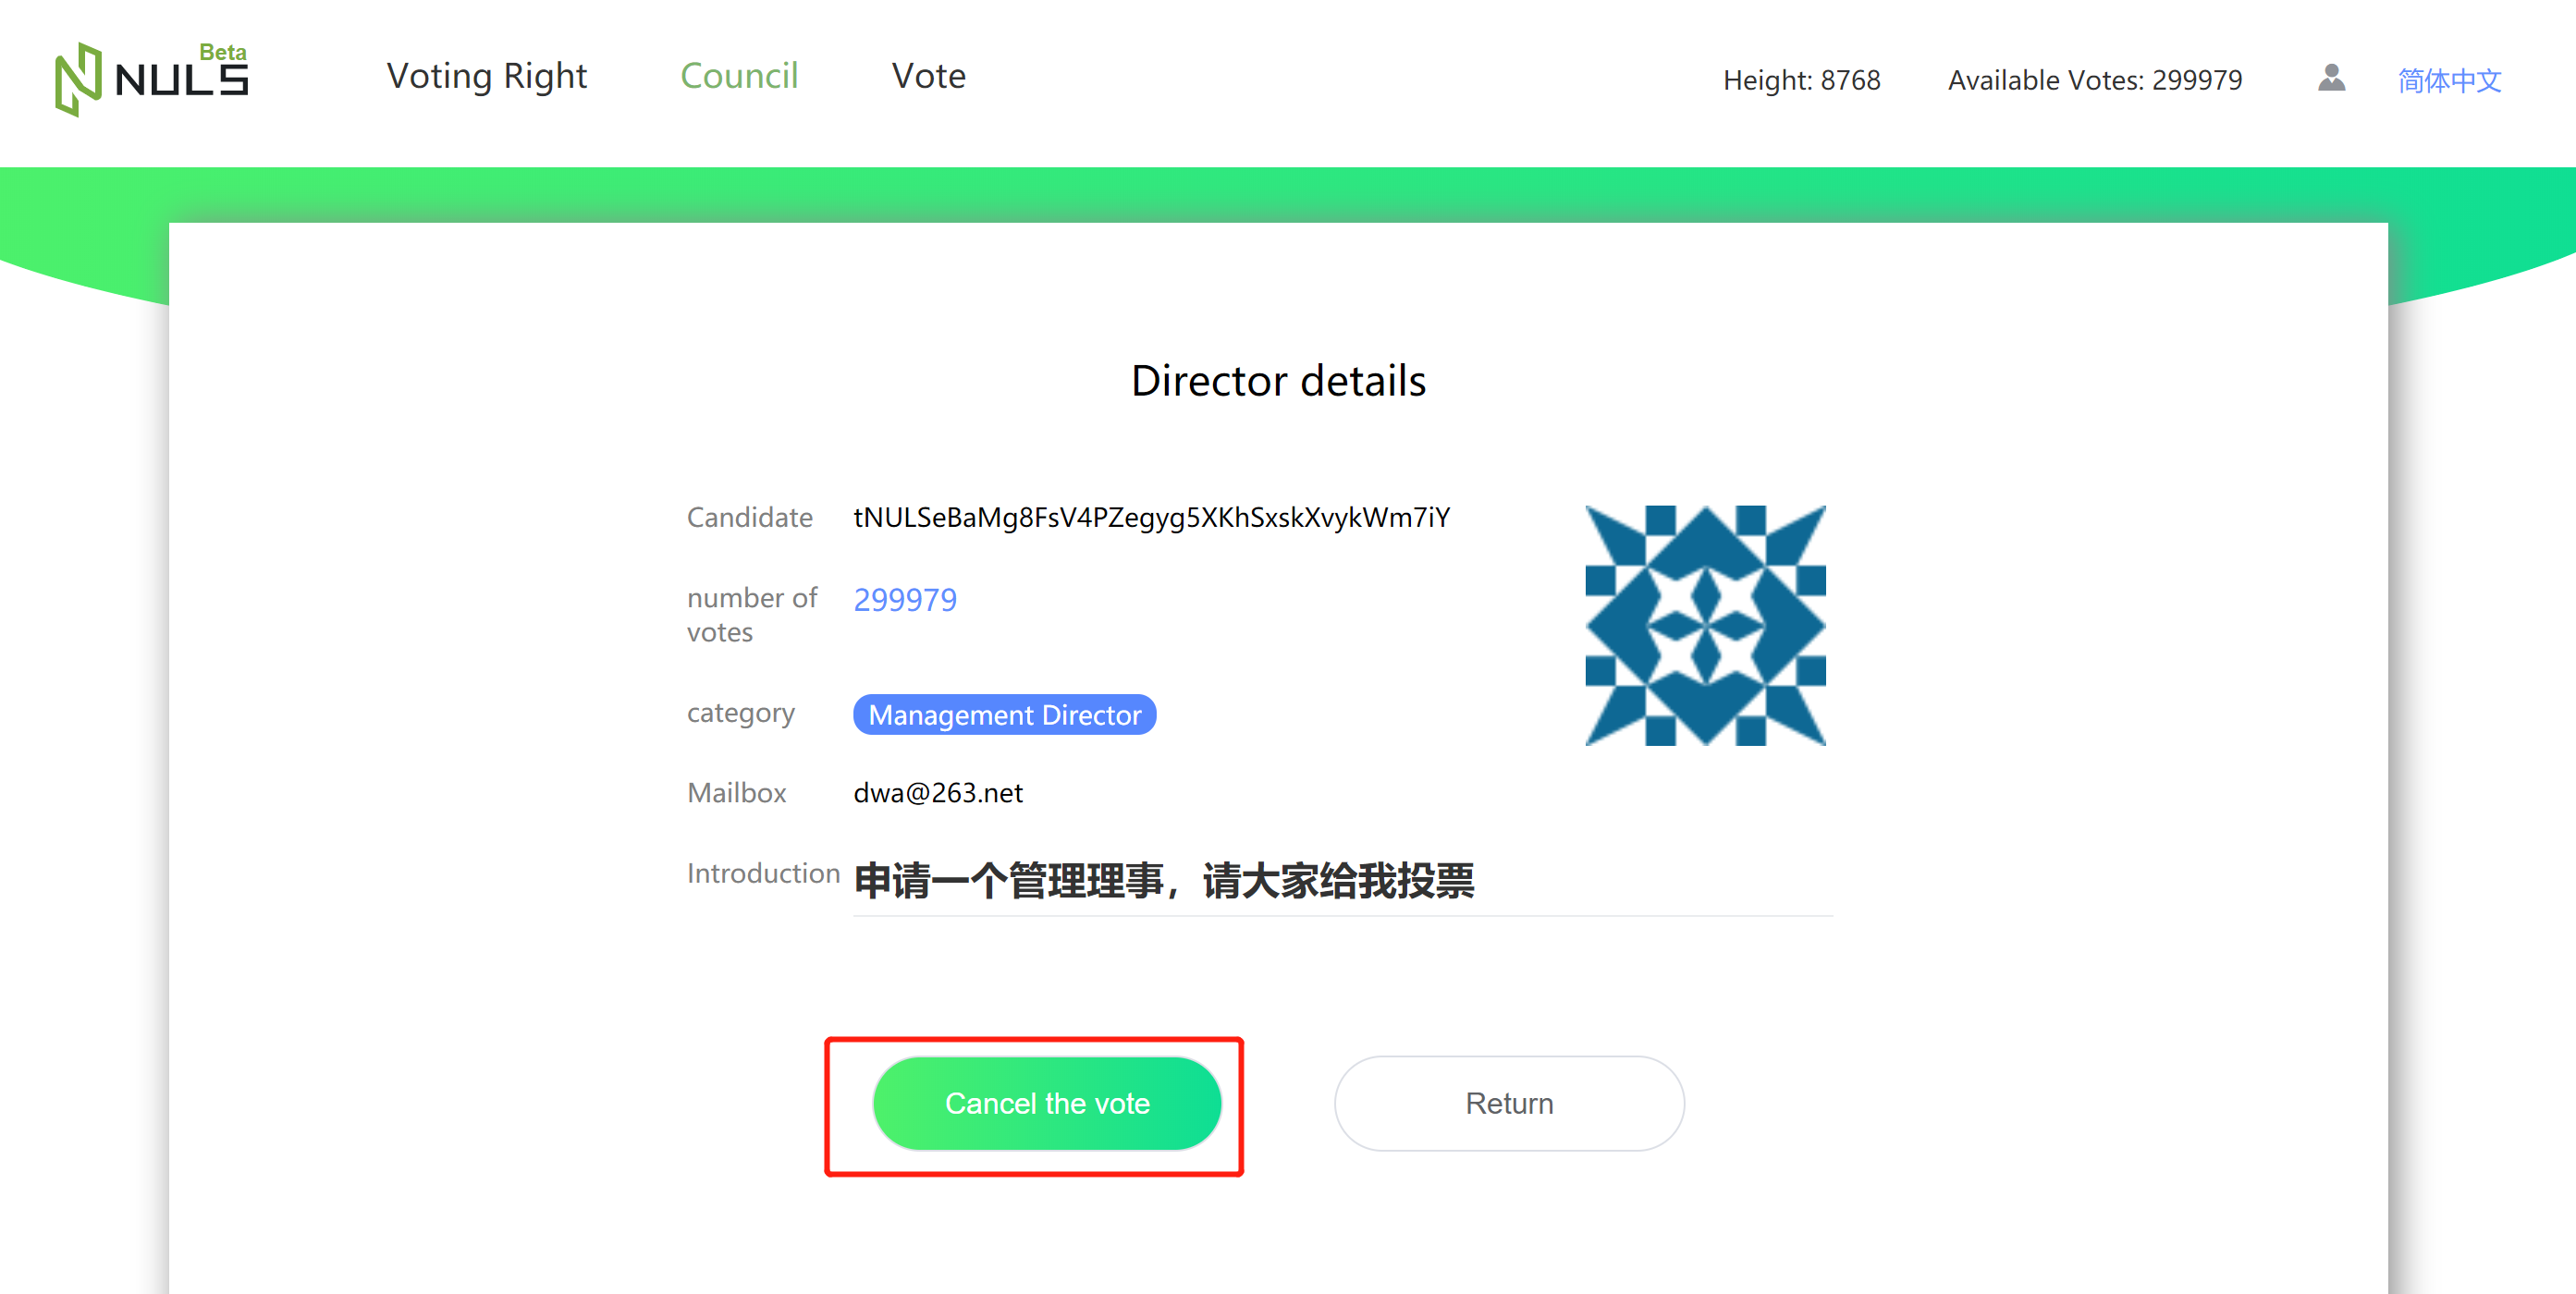 Beta
NULS
Voting Right
Council
Vote
Height: 8768
Available Votes: 299979
简体中文
Director details
Candidate
tNULSeBaMg8FsV4PZegyg5XKhSxskXvykWm7iY
number of
votes
299979
category
Management Director
Mailbox
dwa@263.net
Introduction
申请一个管理理事，请大家给我投票
Cancel the vote
Return